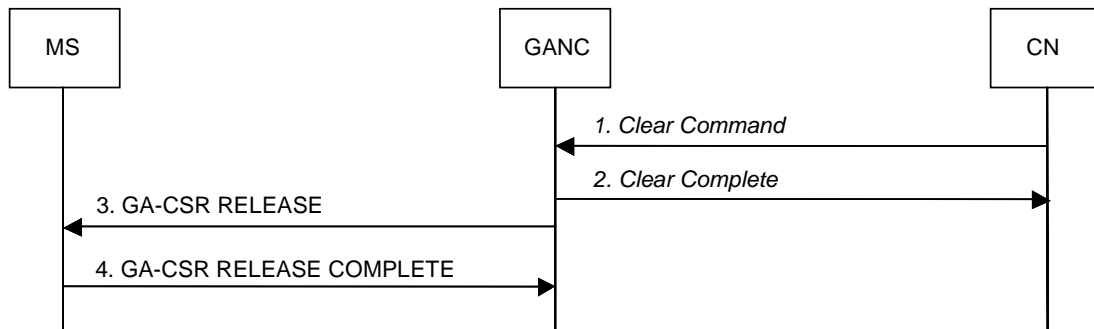 MS
GANC
CN
1. Clear Command
2. Clear Complete
3. GA-CSR RELEASE
4. GA-CSR RELEASE COMPLETE